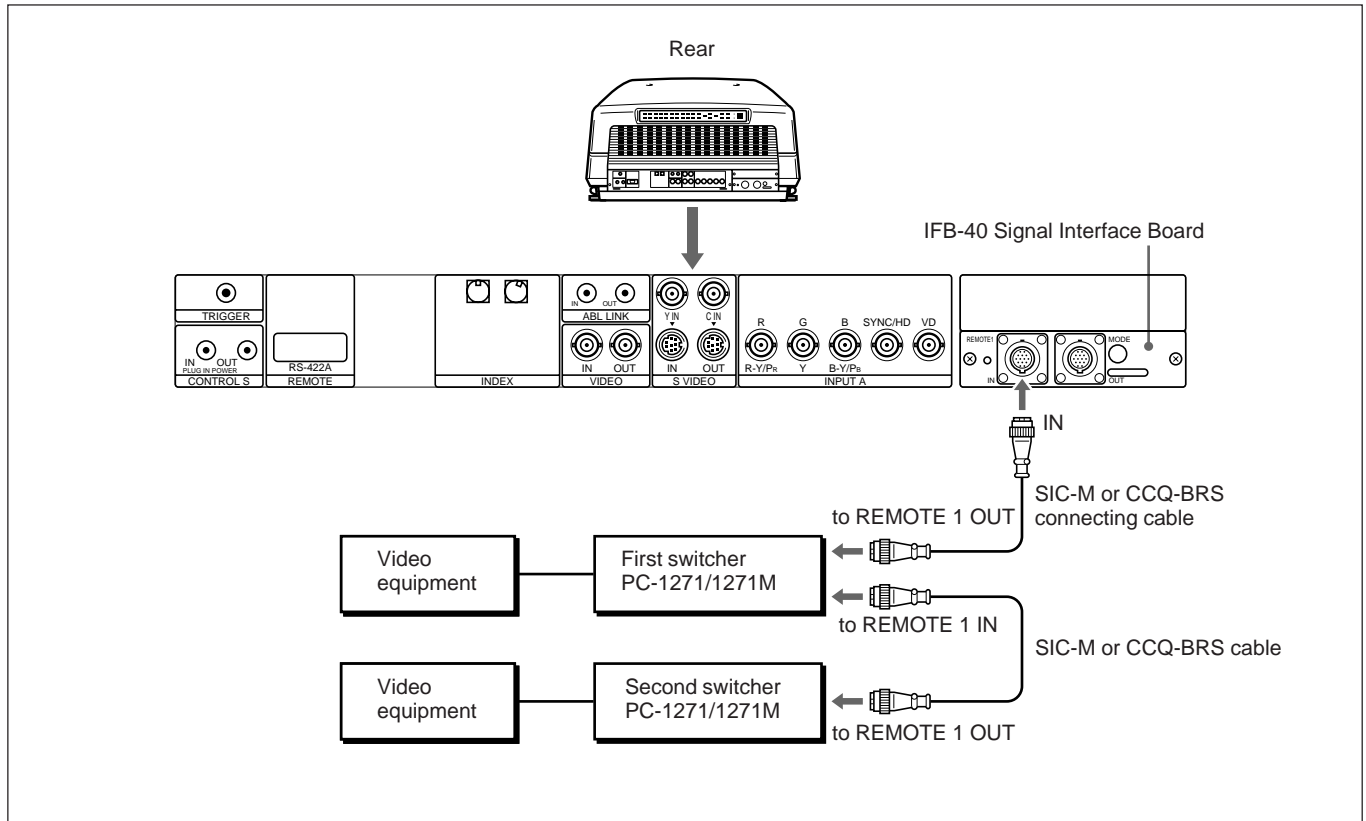 Rear
IFB-40 Signal Interface Board
TRIGGER
IN OUT
PLUG IN POWER
CONTROL S
RS-422A
REMOTE
INDEX
IN OUT
ABL LINK
IN OUT
VIDEO
Y IN C IN
IN OUT
S VIDEO
R G B SYNC/HD VD
R-Y/PR Y B-Y/PB
INPUT A
REMOTE1
MODE
IN OUT
IN
SIC-M or CCQ-BRS
connecting cable
to REMOTE 1 OUT
Video
equipment
First switcher
PC-1271/1271M
to REMOTE 1 IN
SIC-M or CCQ-BRS cable
Video
equipment
Second switcher
PC-1271/1271M
to REMOTE 1 OUT